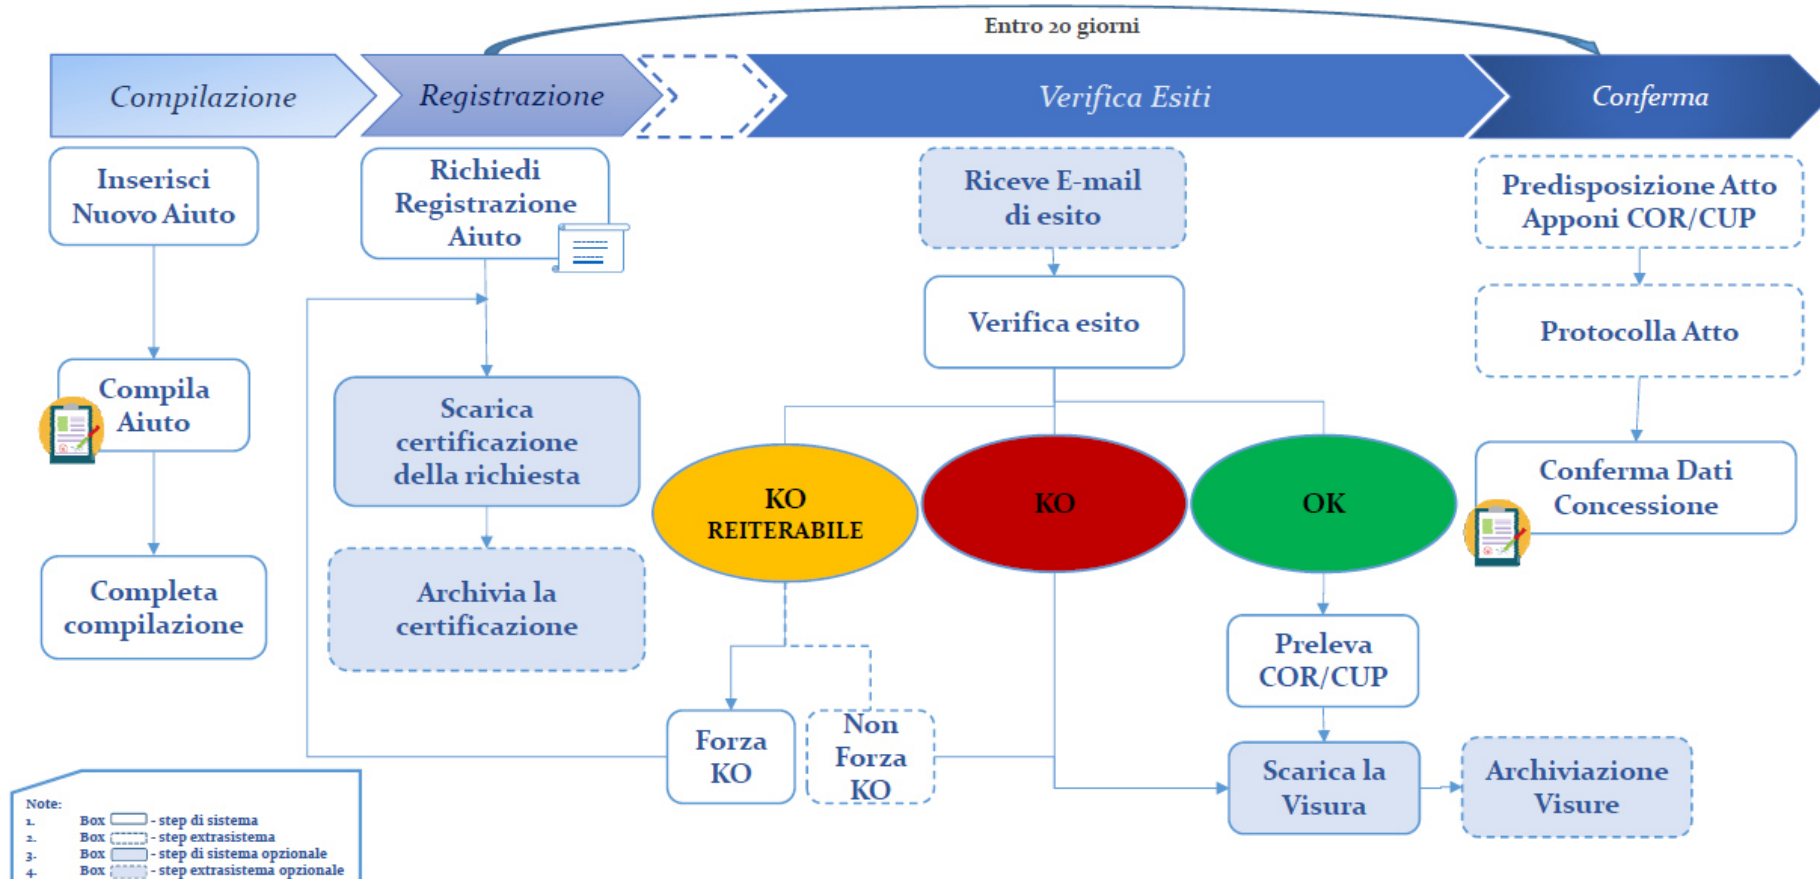 Entro 20 giorni
Compilazione
Registrazione
Verifica Esiti
Conferma
Inserisci
Nuovo Aiuto
Compila
Aiuto
Completa
compilazione
Richiedi
Registrazione
Aiuto
Scarica
certificazione
della richiesta
Archivia la
certificazione
Riceve E-mail
di esito
Verifica esito
KO
REITERABILE
KO
OK
Forza
KO
Non
Forza
KO
Preleva
COR/CUP
Scarica la
Visura
Archiviazione
Visure
Predisposizione Atto
Apponi COR/CUP
Protocolla Atto
Conferma Dati
Concessione
Note:
1. Box - step di sistema
2. Box - step extrasistema
3. Box - step di sistema opzionale
4. Box - step extrasistema opzionale